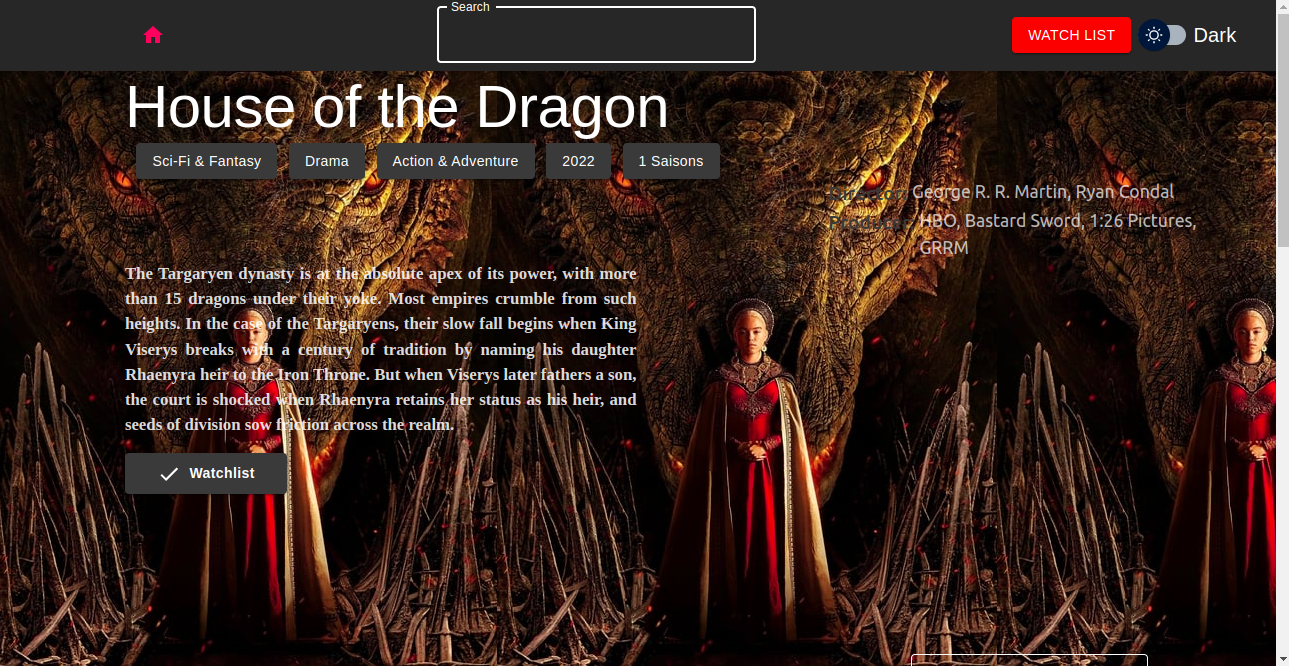 Search
WATCH LIST
Dark
House of the Dragon
Sci-Fi & Fantasy
Drama
Action & Adventure
2022
1 Saisons
George R. R. Martin, Ryan Condal
HBO, Bastard Sword, 1:26 Pictures,
GRRM
The Targaryen dynasty is at the absolute apex of its power, with more
than 15 dragons under their yoke. Most empires crumble from such
heights. In the case of the Targaryens, their slow fall begins when King
Viserys breaks with a century of tradition by naming his daughter
Rhaenyra heir to the Iron Throne. But when Viserys later fathers a son,
the court is shocked when Rhaenyra retains her status as his heir, and
seeds of division sow friction across the realm.
Watchlist